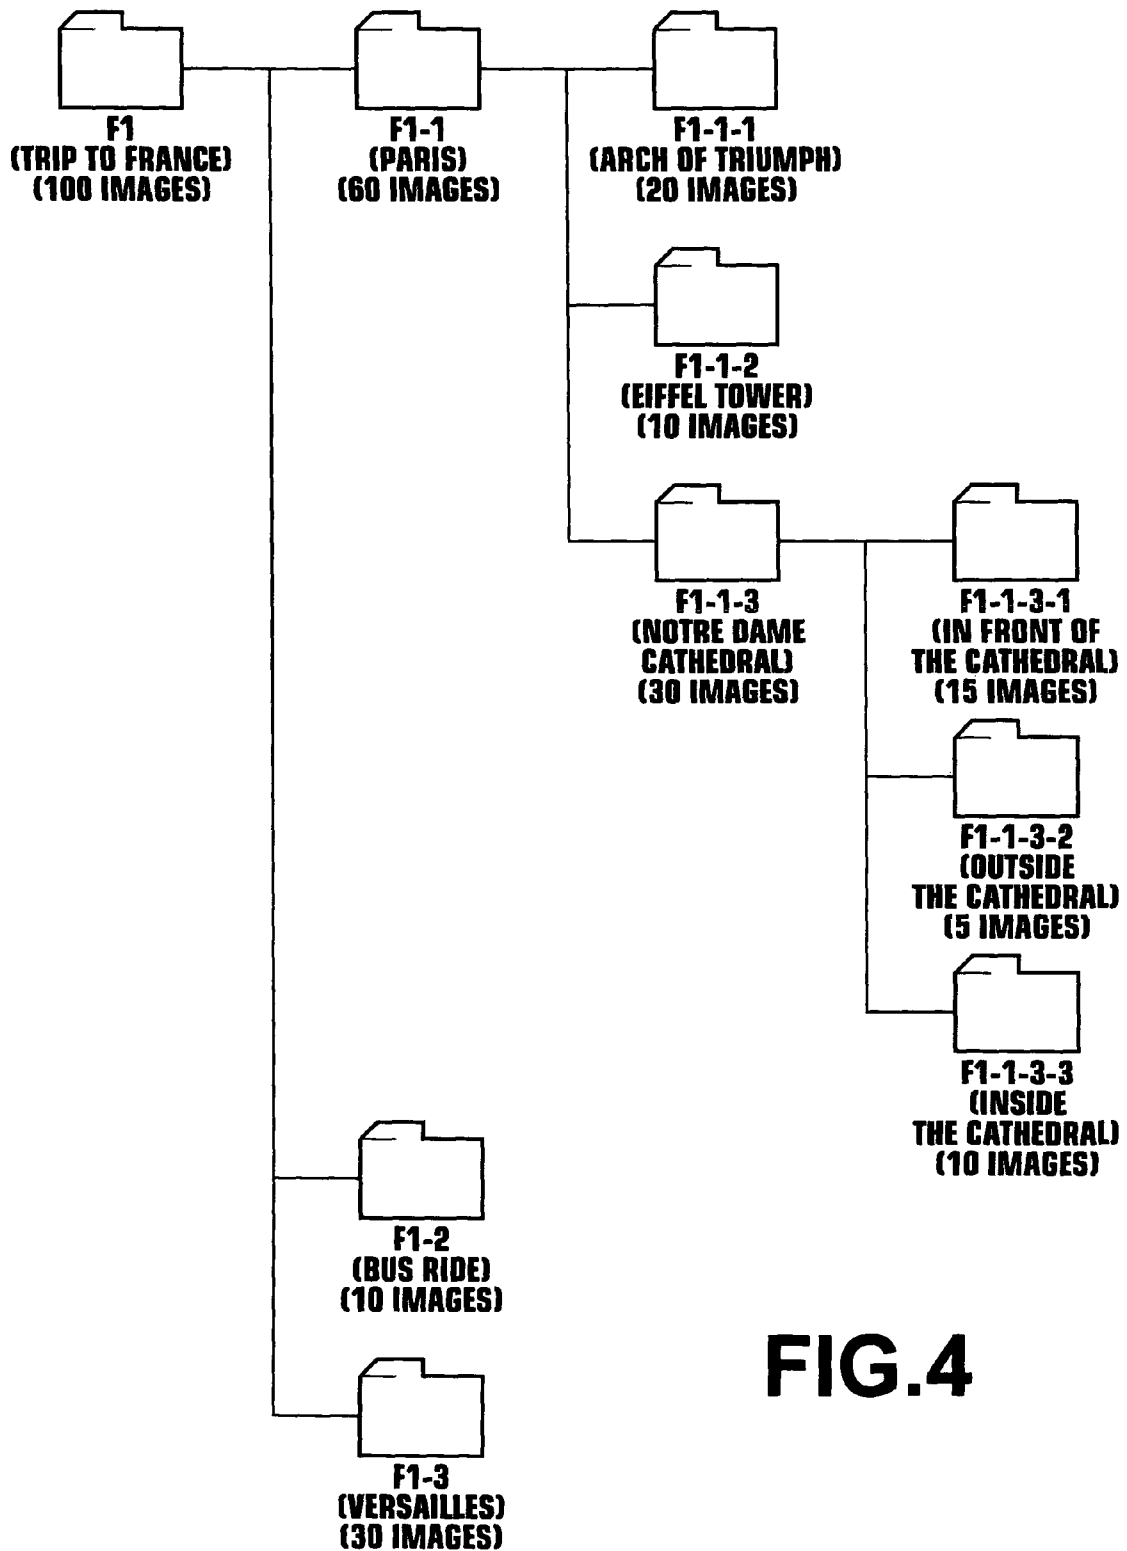 F1
(TRIP TO FRANCE)
(100 IMAGES)
F1-1
(PARIS)
(60 IMAGES)
F1-1-1
(ARCH OF TRIUMPH)
(20 IMAGES)
F1-1-2
(EIFFEL TOWER)
(10 IMAGES)
F1-1-3
(NOTRE DAME
CATHEDRAL)
(30 IMAGES)
F1-1-3-1
(IN FRONT OF
THE CATHEDRAL)
(15 IMAGES)
F1-1-3-2
(OUTSIDE
THE CATHEDRAL)
(5 IMAGES)
F1-1-3-3
(INSIDE
THE CATHEDRAL)
(10 IMAGES)
F1-2
(BUS RIDE)
(10 IMAGES)
F1-3
(VERSAILLES)
(30 IMAGES)
FIG.4